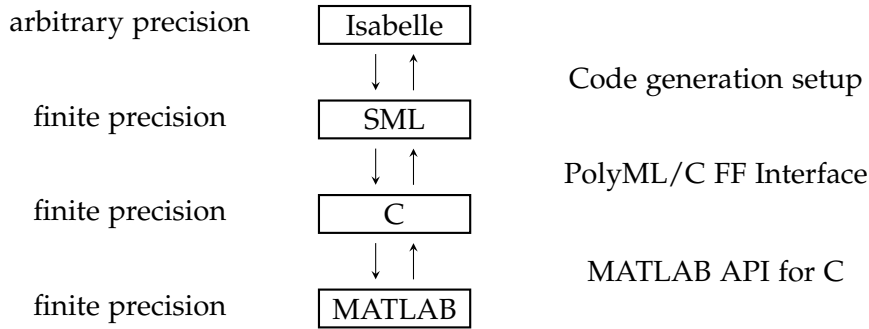 arbitrary precision Isabelle
Code generation setup
finite precision SML
PolyML/C FF Interface
finite precision C
MATLAB API for C
finite precision MATLAB